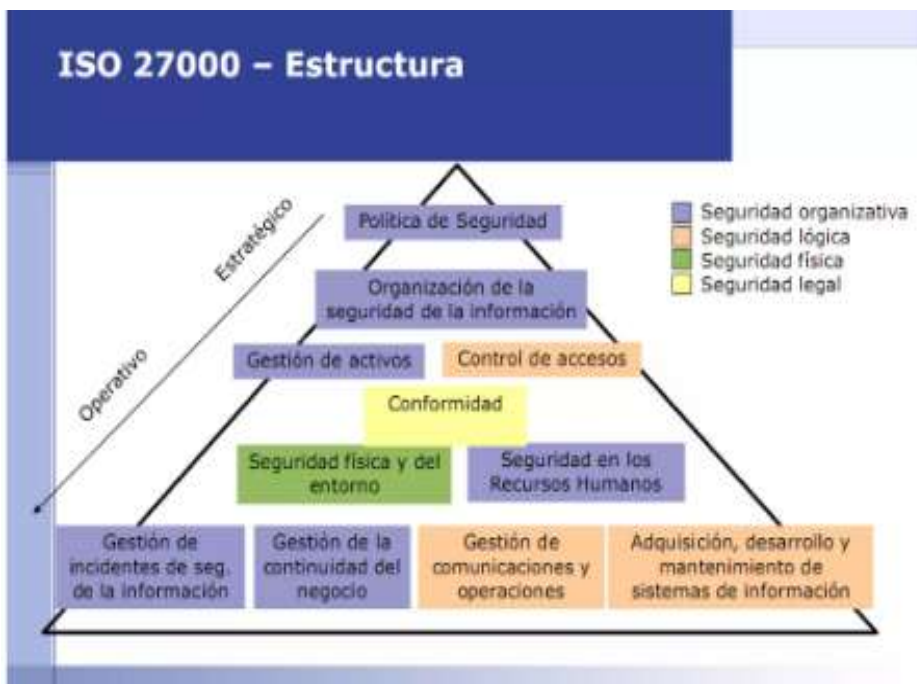 ISO 27000 – Estructura
Estratégico
Operativo
Política de Seguridad
Seguridad organizativa
Seguridad lógica
Seguridad física
Seguridad legal
Organización de la
seguridad de la información
Gestión de activos
Control de accesos
Conformidad
Seguridad física y del
entorno
Seguridad en los
Recursos Humanos
Gestión de
incidentes de seg.
de la información
Gestión de la
continuidad del
negocio
Gestión de
comunicaciones y
operaciones
Adquisición, desarrollo y
mantenimiento de
sistemas de información